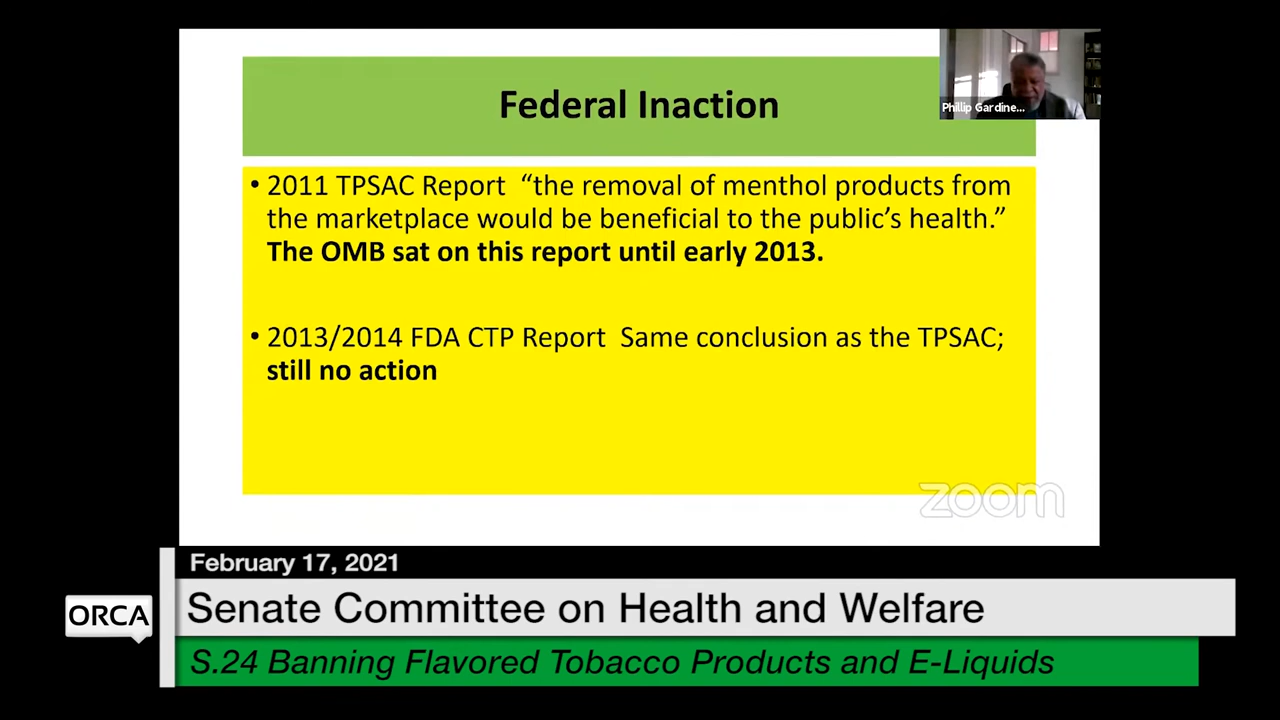 Federal Inaction
Phillip Gardine...
• 2011 TPSAC Report “the removal of menthol products from
the marketplace would be beneficial to the public’s health.”
The OMB sat on this report until early 2013.
• 2013/2014 FDA CTP Report Same conclusion as the TPSAC;
still no action
zoom
February 17, 2021
ORCA
Senate Committee on Health and Welfare
S.24 Banning Flavored Tobacco Products and E-Liquids